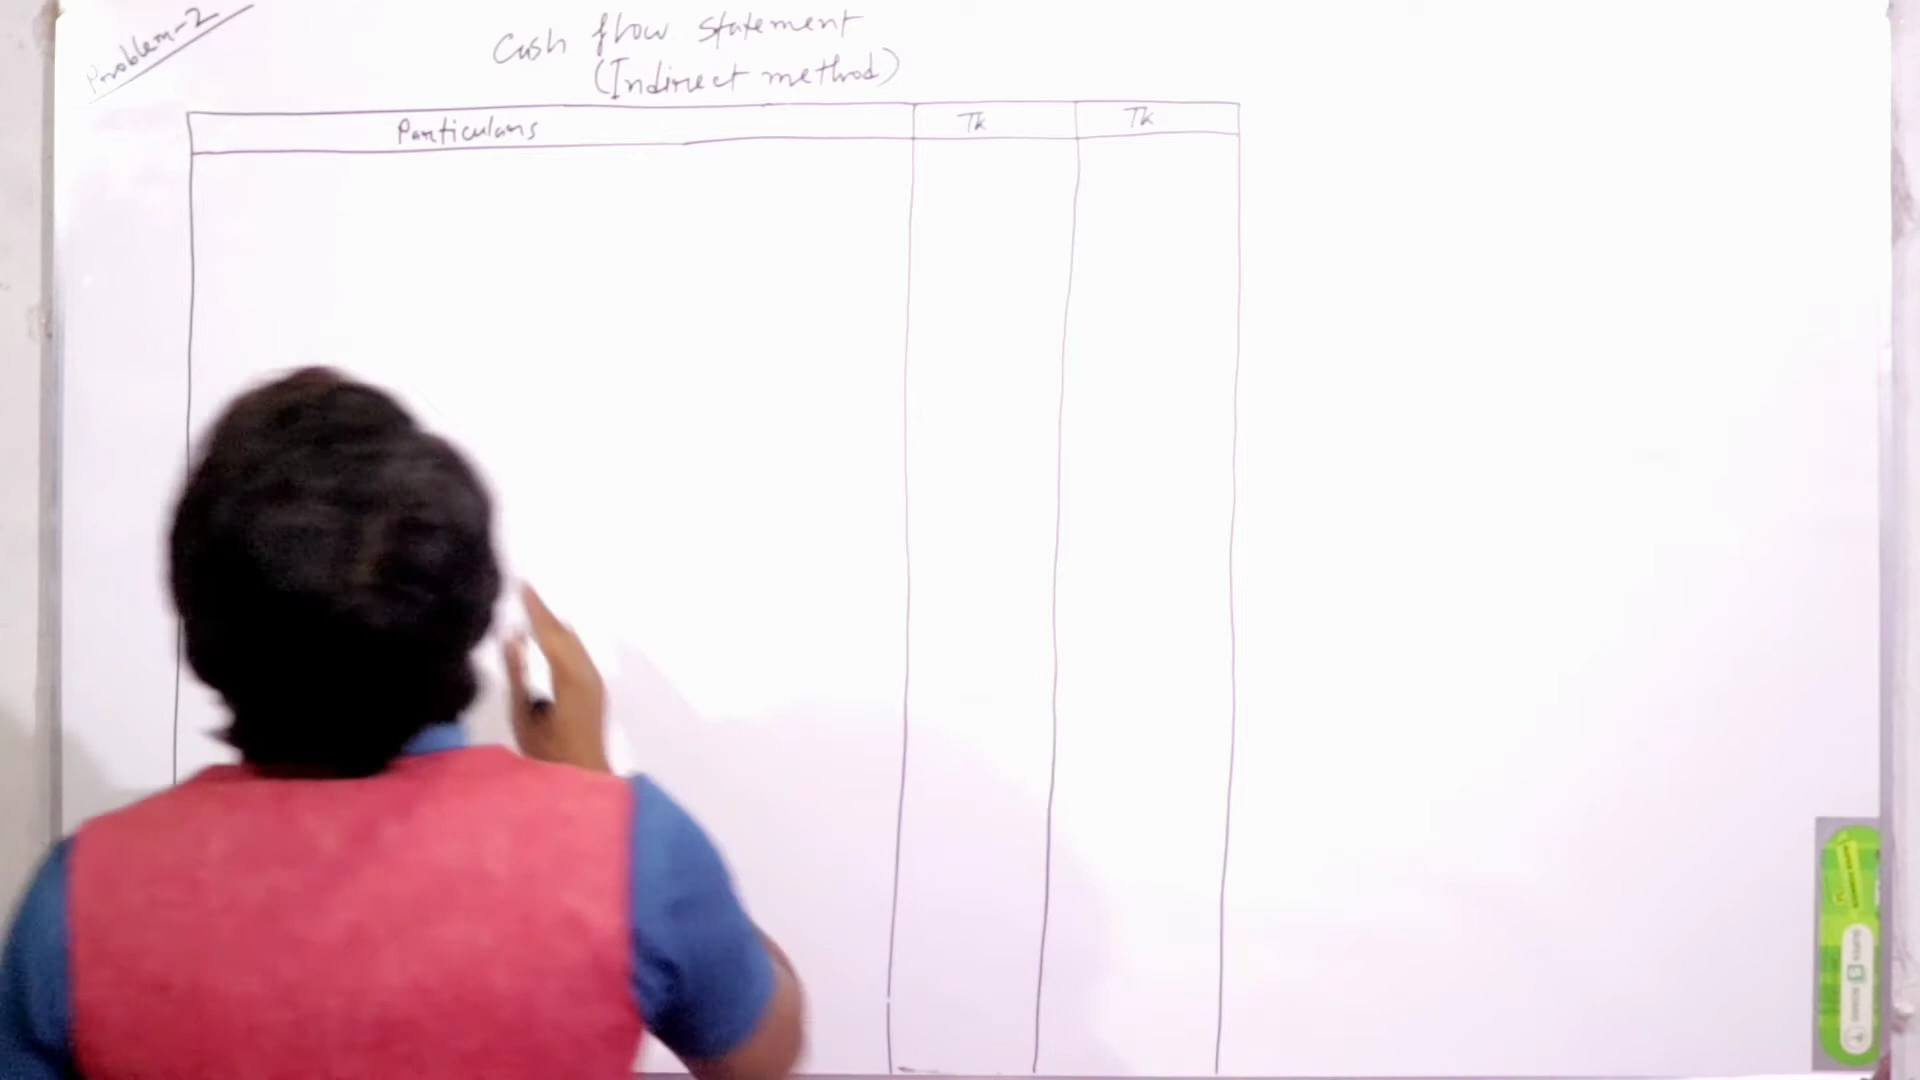 Problem-2
Cash flow statement
(Indirect method)
Particulars Tk Tk